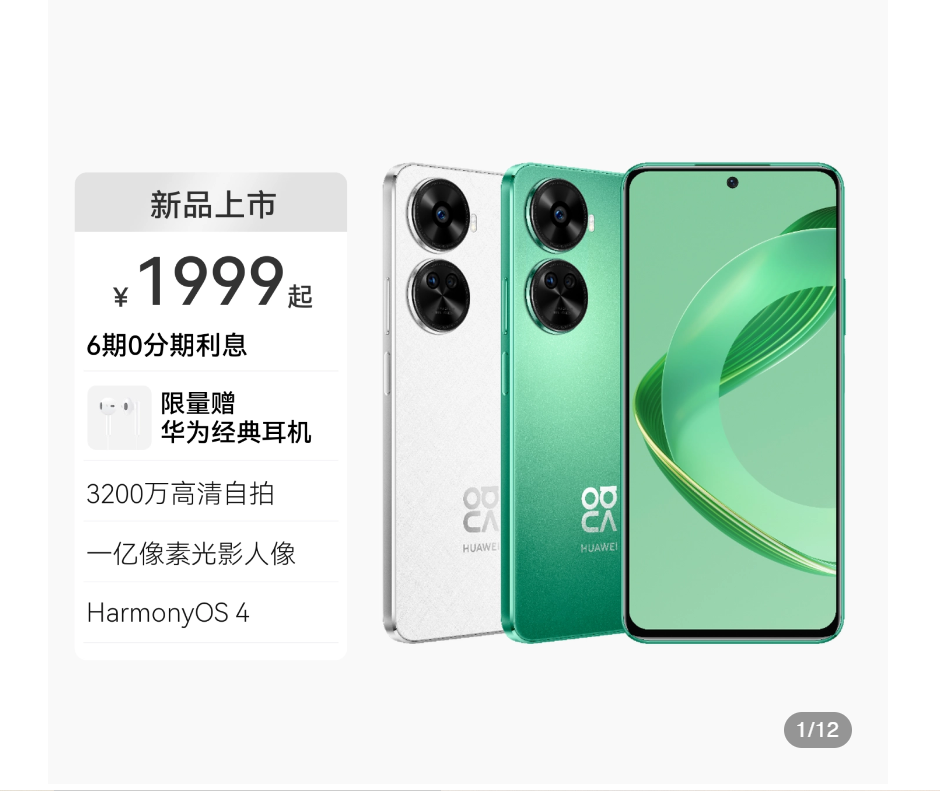 新品上市
¥1999起
6期0分期利息
限量赠
华为经典耳机
3200万高清自拍
一亿像素光影人像
HarmonyOS 4
HUAWEI
HUAWEI
1/12